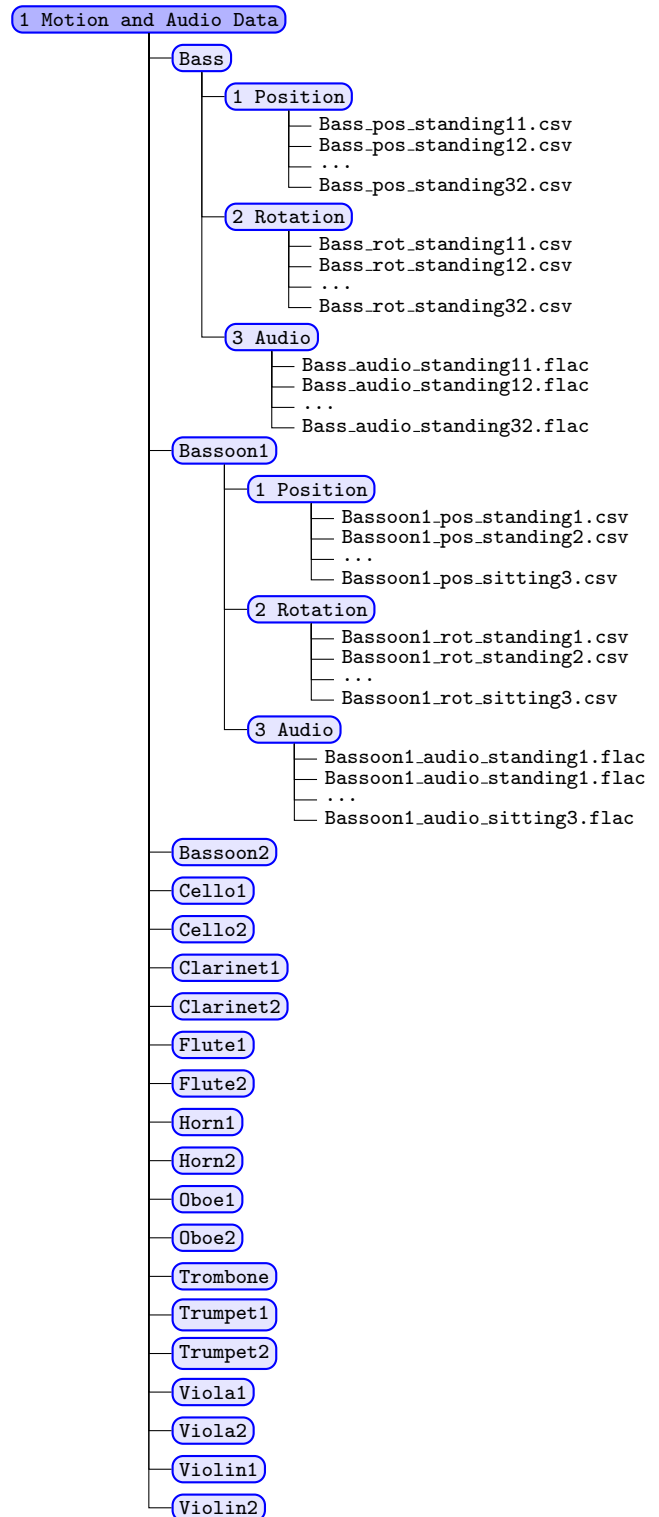 1 Motion and Audio Data
Bass
1 Position
Bass_pos_standing11.csv
Bass_pos_standing12.csv
...
Bass_pos_standing32.csv
2 Rotation
Bass_rot_standing11.csv
Bass_rot_standing12.csv
...
Bass_rot_standing32.csv
3 Audio
Bass_audio_standing11.flac
Bass_audio_standing12.flac
...
Bass_audio_standing32.flac
Bassoon1
1 Position
Bassoon1_pos_standing1.csv
Bassoon1_pos_standing2.csv
...
Bassoon1_pos_sitting3.csv
2 Rotation
Bassoon1_rot_standing1.csv
Bassoon1_rot_standing2.csv
...
Bassoon1_rot_sitting3.csv
3 Audio
Bassoon1_audio_standing1.flac
Bassoon1_audio_standing1.flac
...
Bassoon1_audio_sitting3.flac
Bassoon2
Cello1
Cello2
Clarinet1
Clarinet2
Flute1
Flute2
Horn1
Horn2
Oboe1
Oboe2
Trombone
Trumpet1
Trumpet2
Viola1
Viola2
Violin1
Violin2